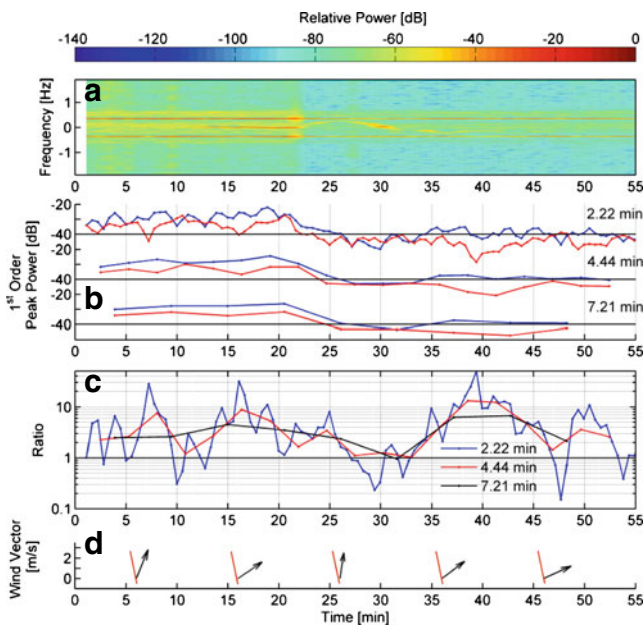 Relative Power [dB]
-140 -120 -100 -80 -60 -40 -20 0
a
Frequency [Hz]
1
0
-1
0 5 10 15 20 25 30 35 40 45 50 55
b
1st Order
Peak Power [dB]
-20
-40
-20
-40
-20
-40
2.22 min
4.44 min
7.21 min
0 5 10 15 20 25 30 35 40 45 50 55
c
Ratio
10
1
0.1
2.22 min
4.44 min
7.21 min
0 5 10 15 20 25 30 35 40 45 50 55
d
Wind Vector
[m/s]
2
0
0 5 10 15 20 25 30 35 40 45 50 55
Time [min]